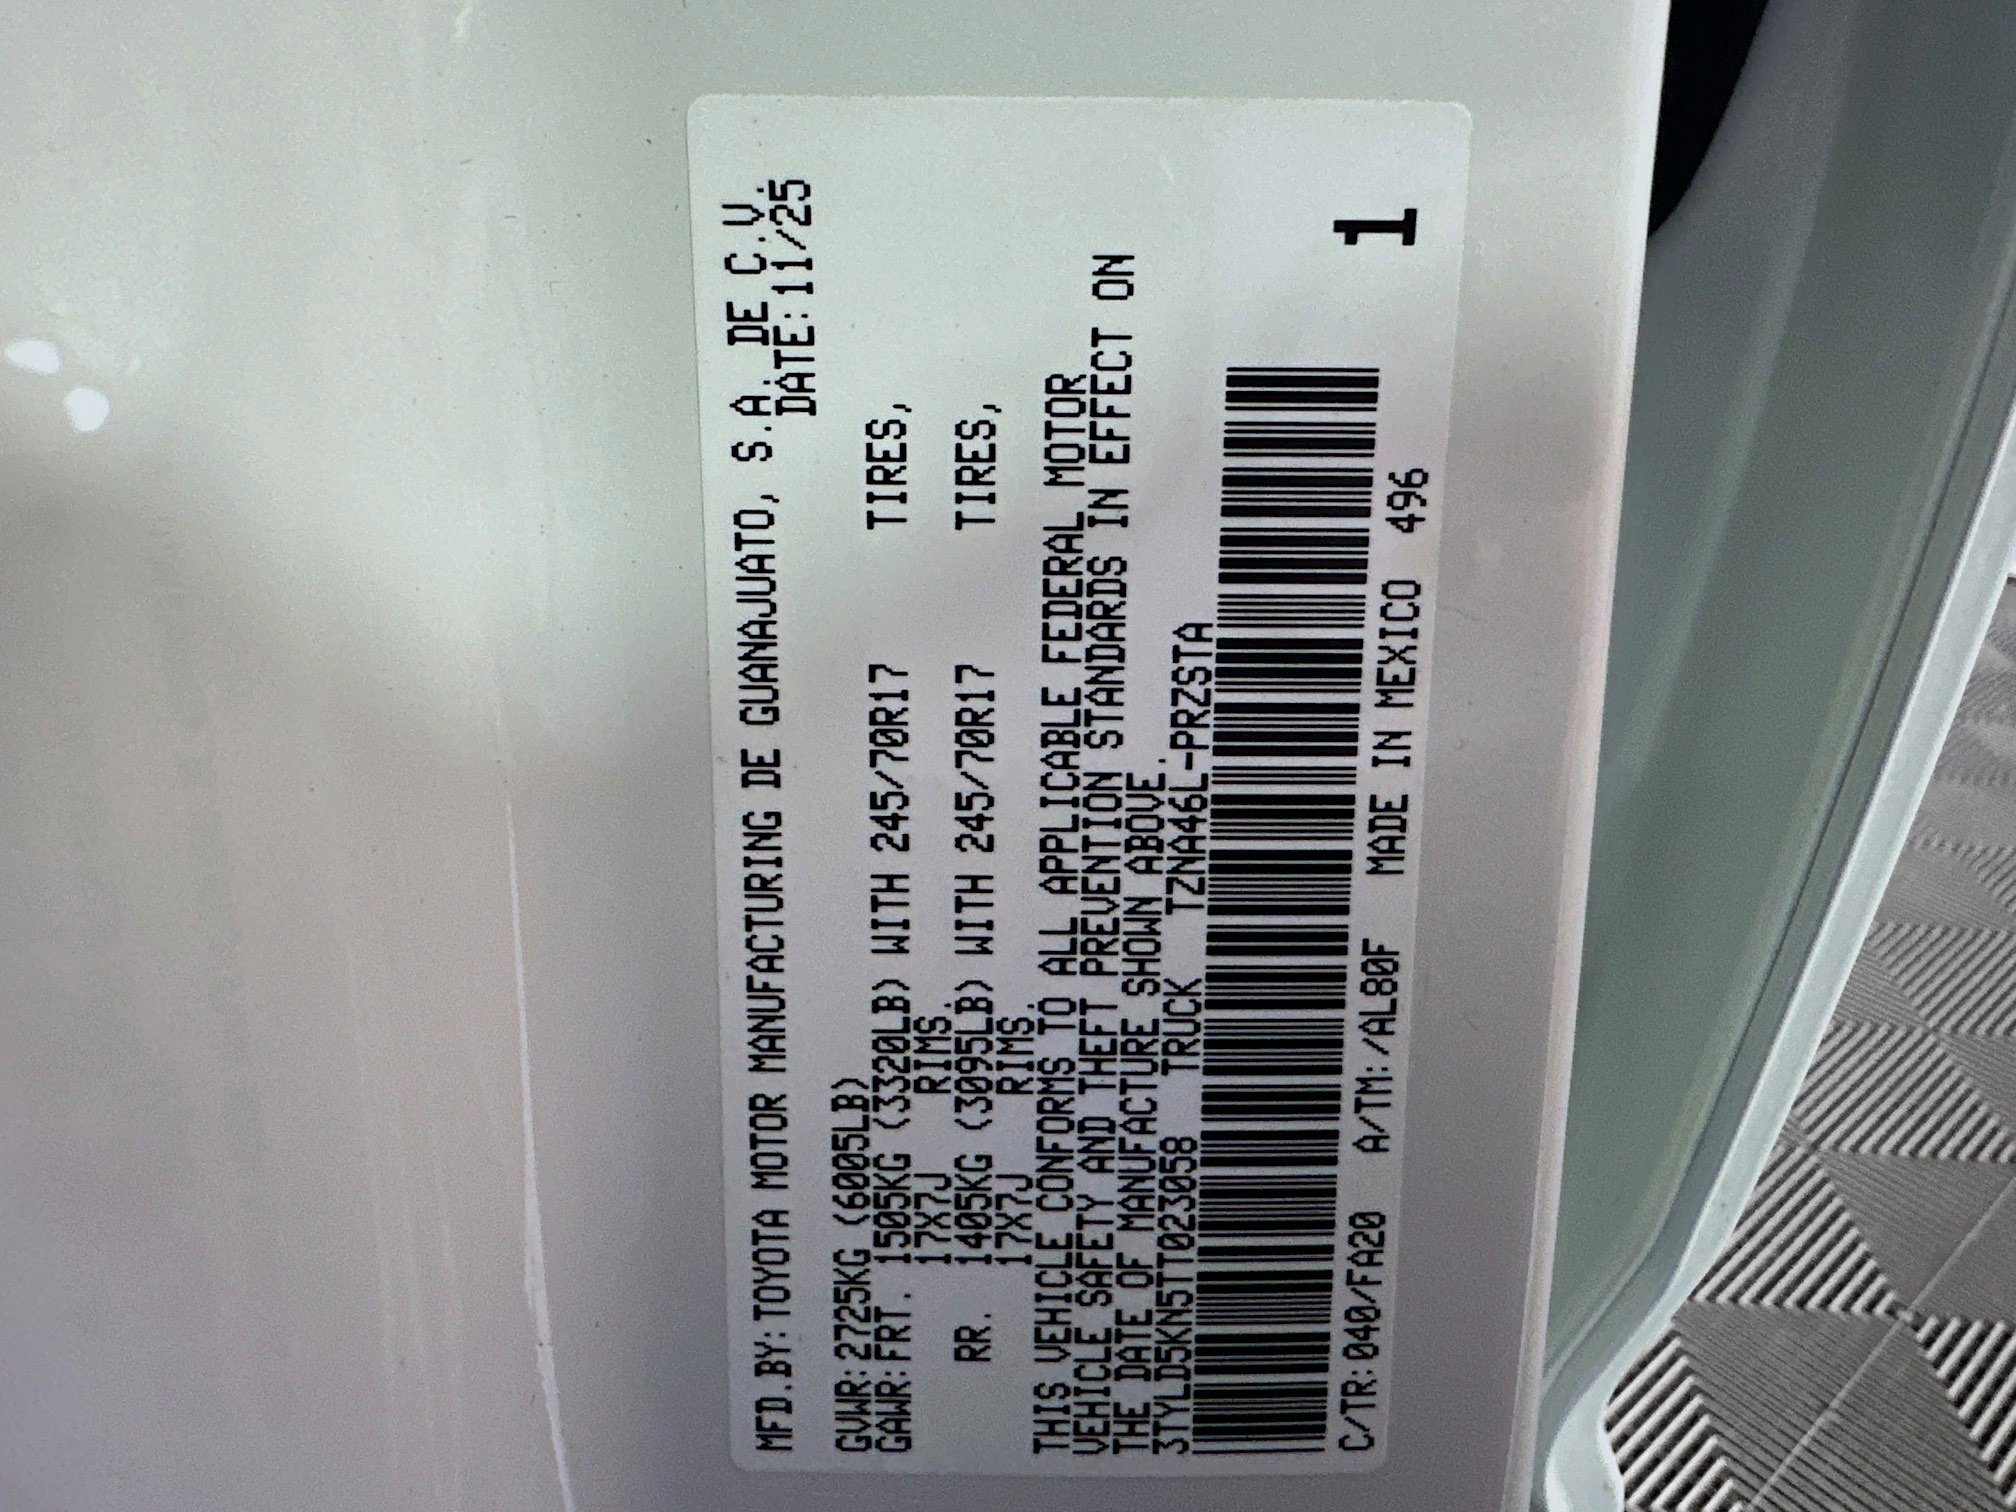 MFD.BY:TOYOTA MOTOR MANUFACTURING DE GUANAJUATO, S.A. DE C.V.
DATE:11/25
GVWR:2725KG (6005LB)
GAWR:FRT. 1505KG (3320LB) WITH 245/70R17 TIRES,
17X7J RIMS.
RR. 1405KG (3095LB) WITH 245/70R17 TIRES,
17X7J RIMS.
THIS VEHICLE CONFORMS TO ALL APPLICABLE FEDERAL MOTOR
VEHICLE SAFETY AND THEFT PREVENTION STANDARDS IN EFFECT ON
THE DATE OF MANUFACTURE SHOWN ABOVE.
3TYLD5KN5TT023058 TRUCK TZNA46L-PRZSTA
C/TR:040/FA20 A/TM:/AL80F MADE IN MEXICO 496
1